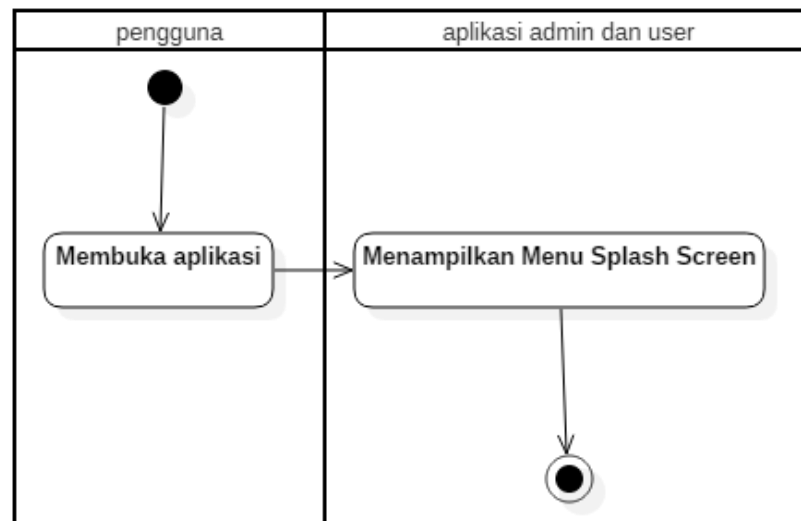 pengguna
aplikasi admin dan user
Membuka aplikasi
Menampilkan Menu Splash Screen